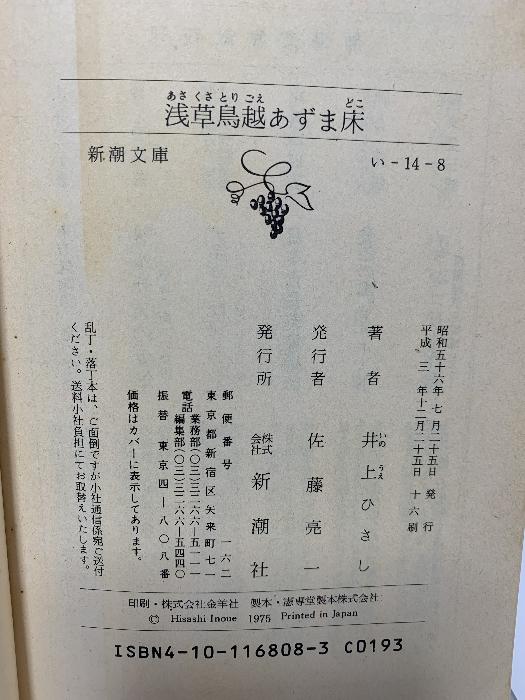 あさくさとりごえ どこ
浅草鳥越あずま床
新潮文庫 い-14-8
昭和五十六年七月二十五日 発行
平成三年十二月二十五日 十六刷
著者 井上ひさし
いの うえ
発行者 佐藤亮一
発行所 株式会社 新潮社
郵便番号 一六二
東京都新宿区矢来町七一
電話 業務部(〇三)三二六六―五一一一
編集部(〇三)三二六六―五四四〇
振替 東京四―八〇八番
価格はカバーに表示してあります。
乱丁・落丁本は、ご面倒ですが小社通信係宛ご送付
ください。送料小社負担にてお取替えいたします。
印刷・株式会社金羊社 製本・憲専堂製本株式会社
© Hisashi Inoue 1975 Printed in Japan
ISBN4-10-116808-3 C0193